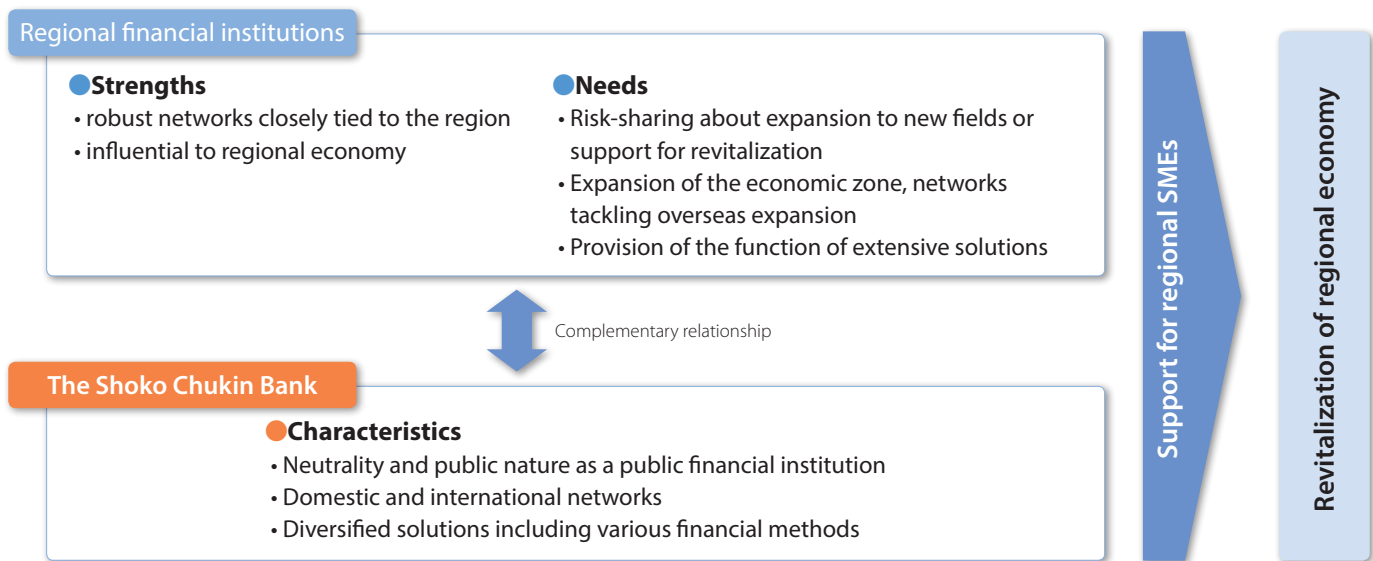 Regional financial institutions
●Strengths
• robust networks closely tied to the region
• influential to regional economy
●Needs
• Risk-sharing about expansion to new fields or
support for revitalization
• Expansion of the economic zone, networks
tackling overseas expansion
• Provision of the function of extensive solutions
Complementary relationship
The Shoko Chukin Bank
●Characteristics
• Neutrality and public nature as a public financial institution
• Domestic and international networks
• Diversified solutions including various financial methods
Support for regional SMEs
Revitalization of regional economy